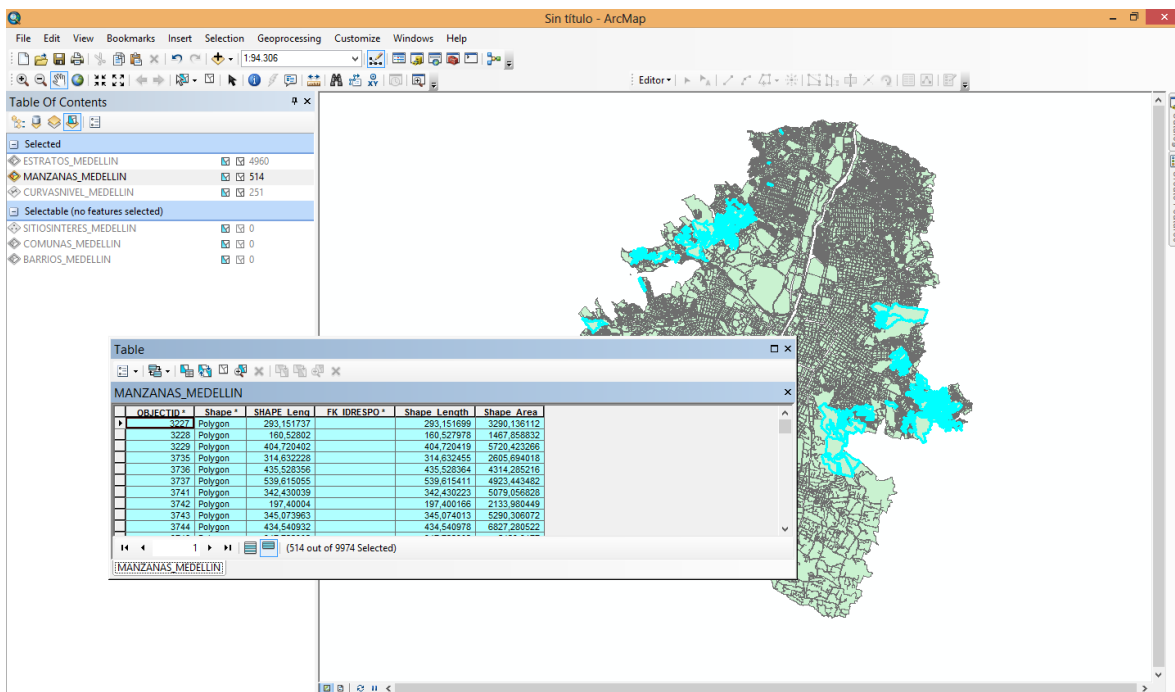 Sin título - ArcMap
File Edit View Bookmarks Insert Selection Geoprocessing Customize Windows Help
1:94.306
Editor
Table Of Contents
Selected
ESTRATOS_MEDELLIN 4960
MANZANAS_MEDELLIN 514
CURVASNIVEL_MEDELLIN 251
Selectable (no features selected)
SITIOSINTERES_MEDELLIN 0
COMUNAS_MEDELLIN 0
BARRIOS_MEDELLIN 0
Table
MANZANAS_MEDELLIN
OBJECTID * Shape * SHAPE_Leng FK_IDRESPO * Shape_Length Shape_Area
3227 Polygon 293,151737 293,151699 3290,136112
3228 Polygon 160,52802 160,527978 1467,858832
3229 Polygon 404,720402 404,720419 5720,423266
3735 Polygon 314,632228 314,632455 2605,694018
3736 Polygon 435,528356 435,528364 4314,285216
3737 Polygon 539,615055 539,615411 4923,443482
3741 Polygon 342,430039 342,430223 5079,056828
3742 Polygon 197,40004 197,400166 2133,980449
3743 Polygon 345,073963 345,074013 5290,306072
3744 Polygon 434,540932 434,540978 6827,280522
1 (514 out of 9974 Selected)
MANZANAS_MEDELLIN